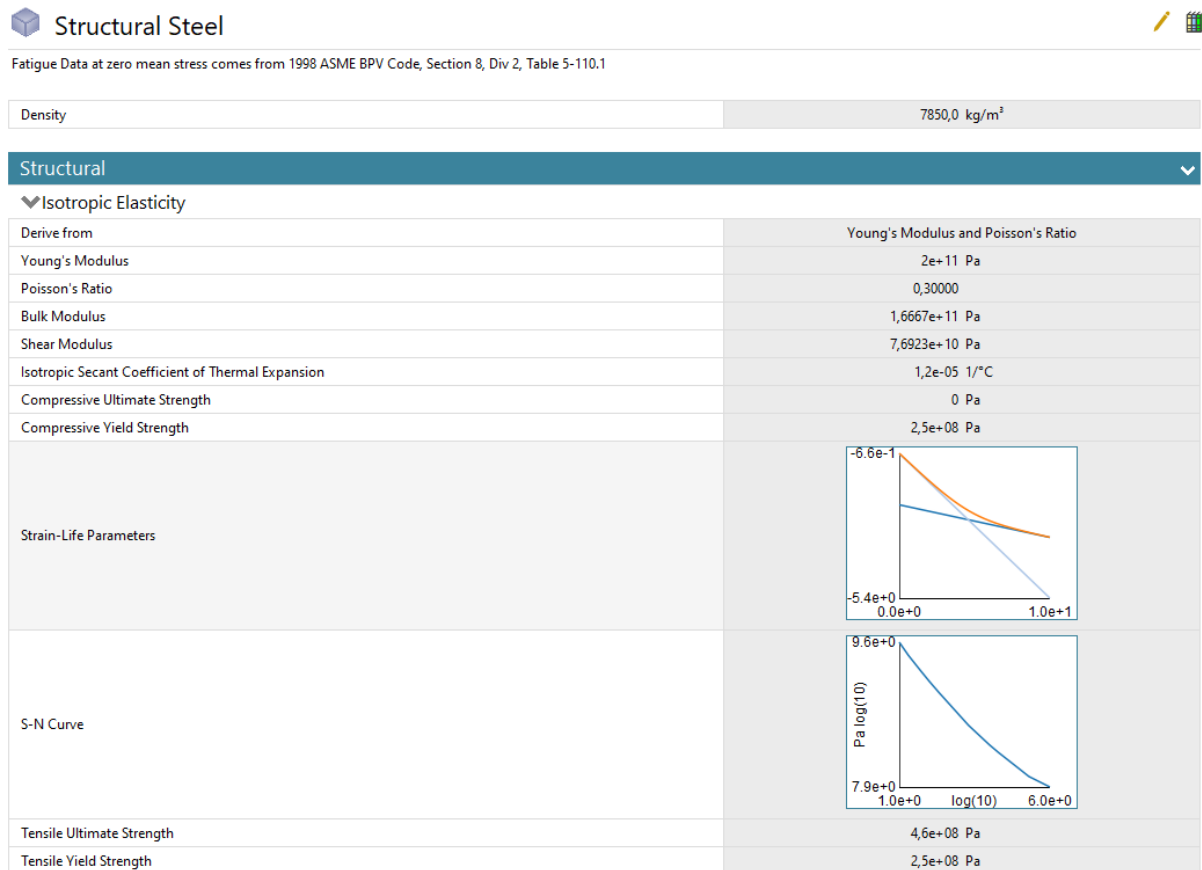 Structural Steel
Fatigue Data at zero mean stress comes from 1998 ASME BPV Code, Section 8, Div 2, Table 5-110.1
Density 7850,0 kg/m³
Structural
Isotropic Elasticity
Derive from Young's Modulus and Poisson's Ratio
Young's Modulus 2e+11 Pa
Poisson's Ratio 0,30000
Bulk Modulus 1,6667e+11 Pa
Shear Modulus 7,6923e+10 Pa
Isotropic Secant Coefficient of Thermal Expansion 1,2e-05 1/°C
Compressive Ultimate Strength 0 Pa
Compressive Yield Strength 2,5e+08 Pa
Strain-Life Parameters
-6.6e-1
-5.4e+0
0.0e+0 1.0e+1
S-N Curve
9.6e+0
Pa log(10)
7.9e+0
1.0e+0 log(10) 6.0e+0
Tensile Ultimate Strength 4,6e+08 Pa
Tensile Yield Strength 2,5e+08 Pa